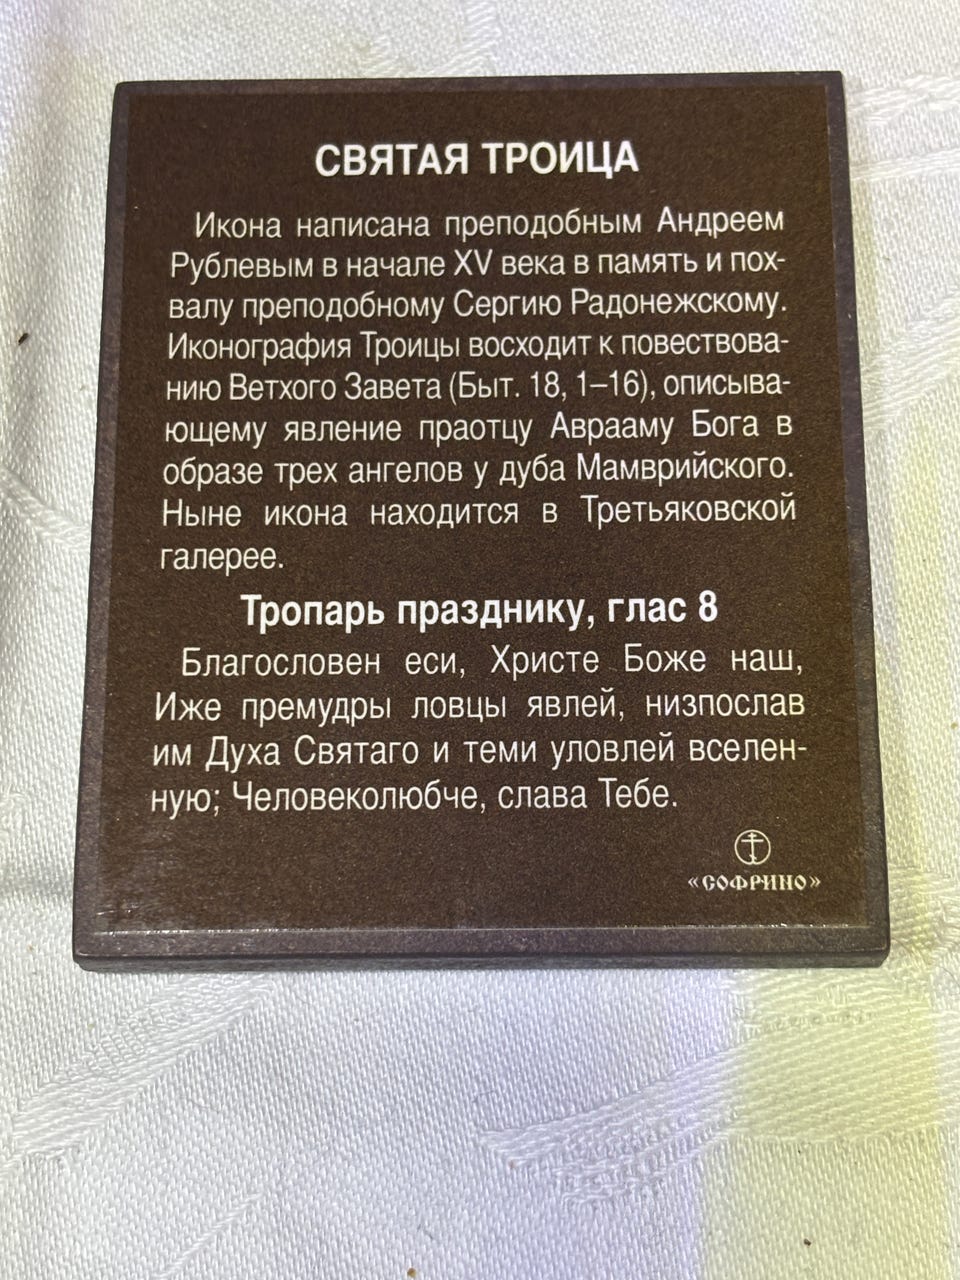 СВЯТАЯ ТРОИЦА
Икона написана преподобным Андреем
Рублевым в начале XV века в память и пох-
валу преподобному Сергию Радонежскому.
Иконография Троицы восходит к повествова-
нию Ветхого Завета (Быт. 18, 1–16), описыва-
ющему явление праотцу Аврааму Бога в
образе трех ангелов у дуба Мамврийского.
Ныне икона находится в Третьяковской
галерее.
Тропарь празднику, глас 8
Благословен еси, Христе Боже наш,
Иже премудры ловцы явлей, низпослав
им Духа Святаго и теми уловлей вселен-
ную; Человеколюбче, слава Тебе.
«СОФРИНО»